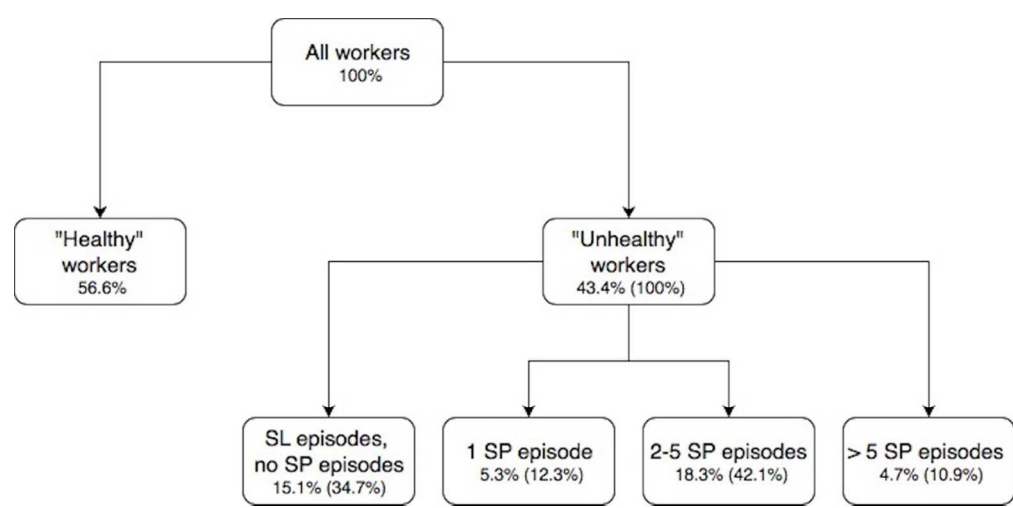 All workers
100%
"Healthy"
workers
56.6%
"Unhealthy"
workers
43.4% (100%)
SL episodes,
no SP episodes
15.1% (34.7%)
1 SP episode
5.3% (12.3%)
2-5 SP episodes
18.3% (42.1%)
> 5 SP episodes
4.7% (10.9%)